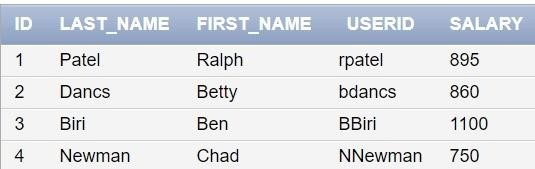 ID LAST_NAME FIRST_NAME USERID SALARY
1 Patel Ralph rpatel 895
2 Dancs Betty bdancs 860
3 Biri Ben BBiri 1100
4 Newman Chad NNewman 750